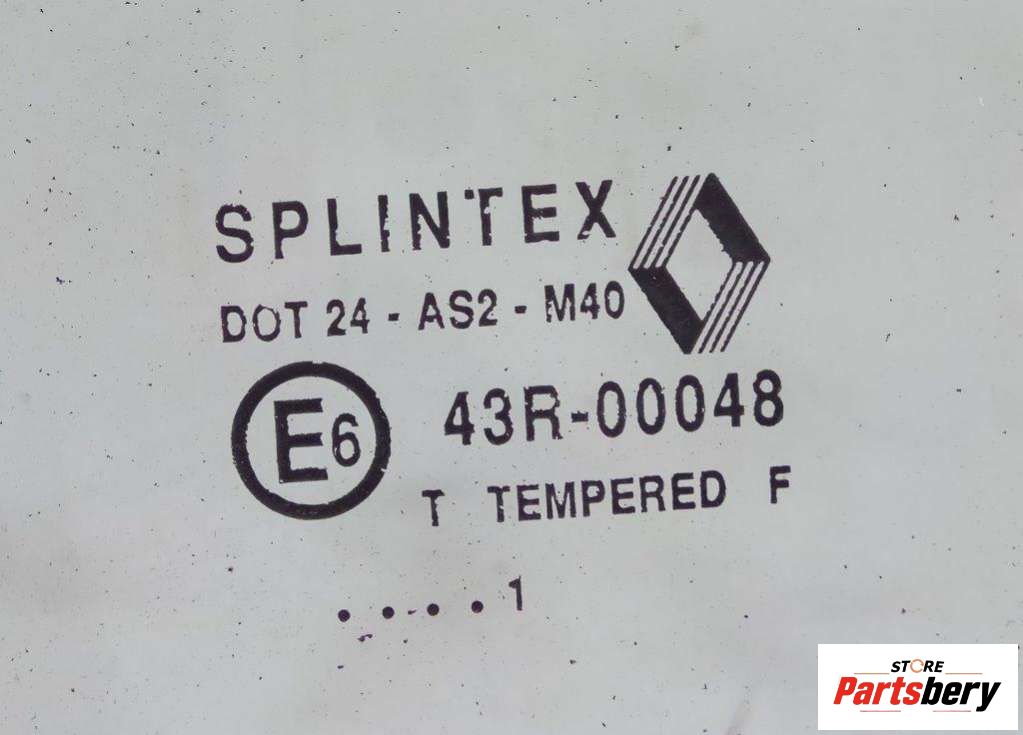 SPLINTEX
DOT 24 - AS2 - M40
E6
43R-00048
T TEMPERED F
. . . . 1
STORE
Partsbery